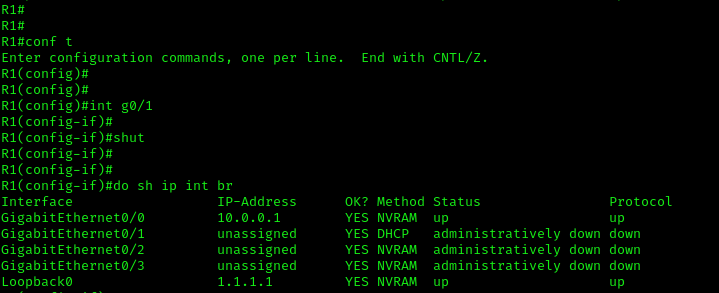 R1#
R1#
R1#conf t
Enter configuration commands, one per line.  End with CNTL/Z.
R1(config)#
R1(config)#
R1(config)#int g0/1
R1(config-if)#
R1(config-if)#shut
R1(config-if)#
R1(config-if)#
R1(config-if)#do sh ip int br
Interface                  IP-Address      OK? Method Status                Protocol
GigabitEthernet0/0         10.0.0.1        YES NVRAM  up                    up
GigabitEthernet0/1         unassigned      YES DHCP   administratively down down
GigabitEthernet0/2         unassigned      YES NVRAM  administratively down down
GigabitEthernet0/3         unassigned      YES NVRAM  administratively down down
Loopback0                  1.1.1.1         YES NVRAM  up                    up